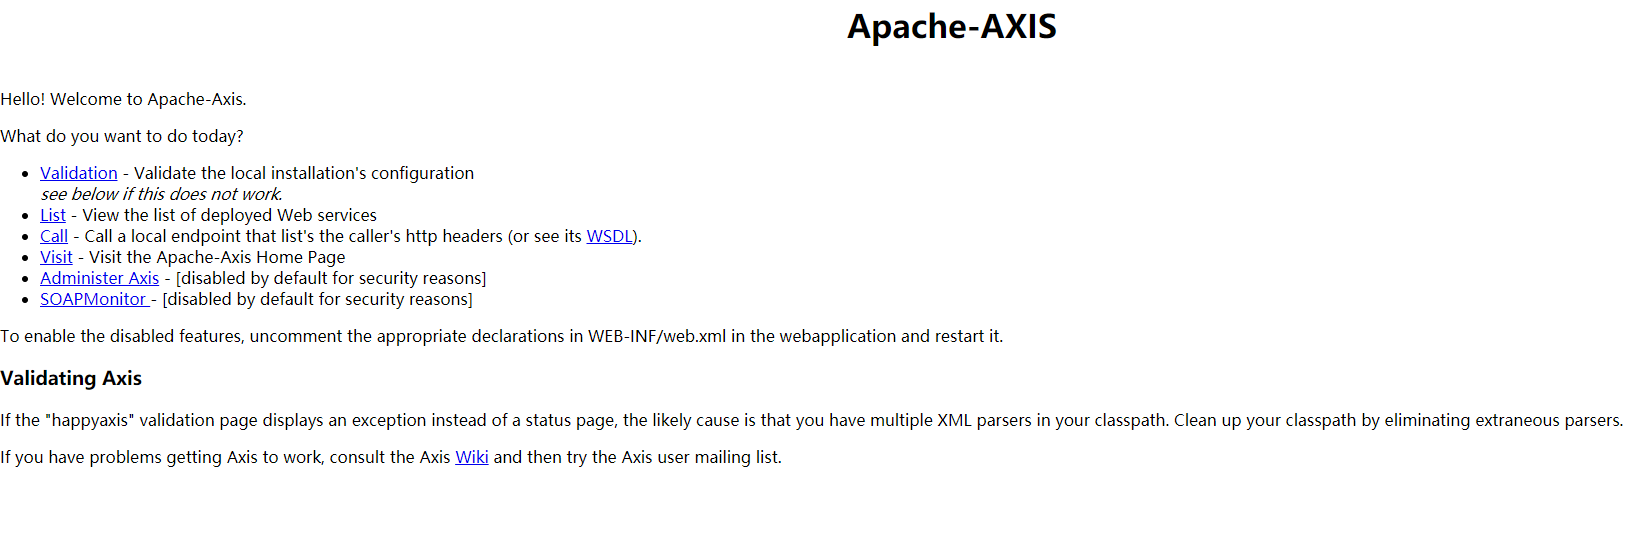 Apache-AXIS
Hello! Welcome to Apache-Axis.
What do you want to do today?
• Validation - Validate the local installation's configuration
see below if this does not work.
• List - View the list of deployed Web services
• Call - Call a local endpoint that list's the caller's http headers (or see its WSDL).
• Visit - Visit the Apache-Axis Home Page
• Administer Axis - [disabled by default for security reasons]
• SOAPMonitor - [disabled by default for security reasons]
To enable the disabled features, uncomment the appropriate declarations in WEB-INF/web.xml in the webapplication and restart it.
Validating Axis
If the "happyaxis" validation page displays an exception instead of a status page, the likely cause is that you have multiple XML parsers in your classpath. Clean up your classpath by eliminating extraneous parsers.
If you have problems getting Axis to work, consult the Axis Wiki and then try the Axis user mailing list.